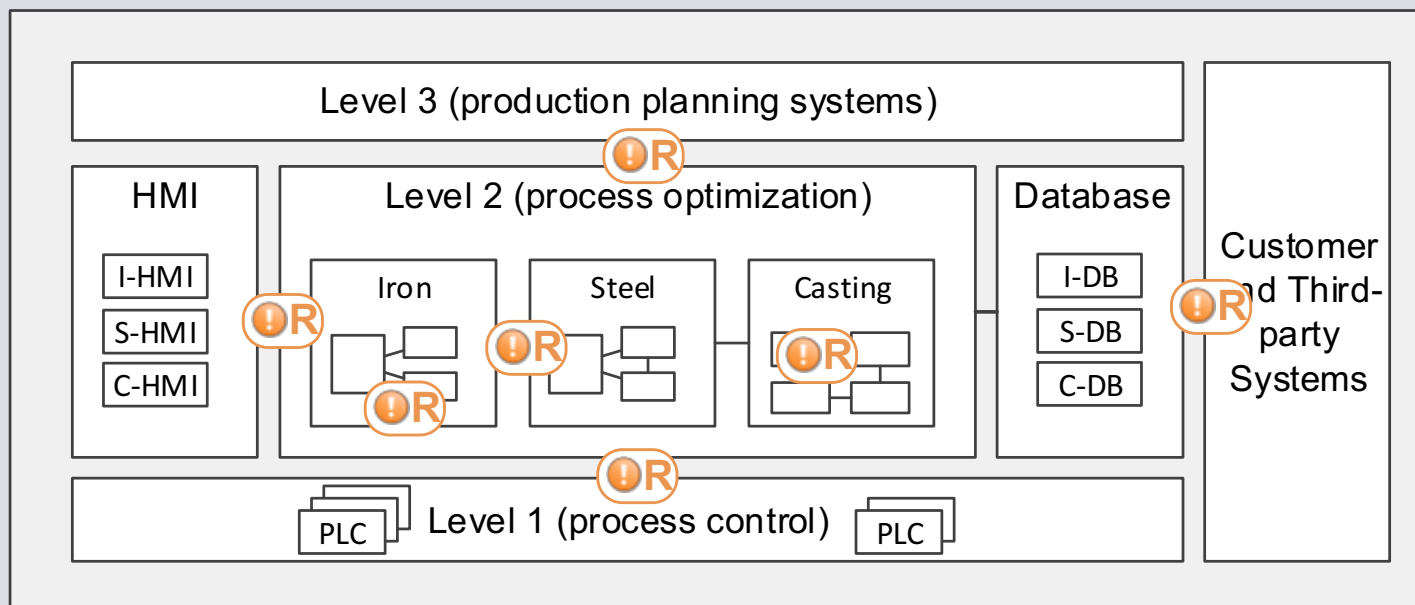 Level 3 (production planning systems)
R
HMI
I-HMI
S-HMI
C-HMI
R
Level 2 (process optimization)
Iron
R
R
Steel
Casting
R
Database
I-DB
S-DB
C-DB
R
Customer
and Third-
party
Systems
R
PLC
Level 1 (process control)
PLC